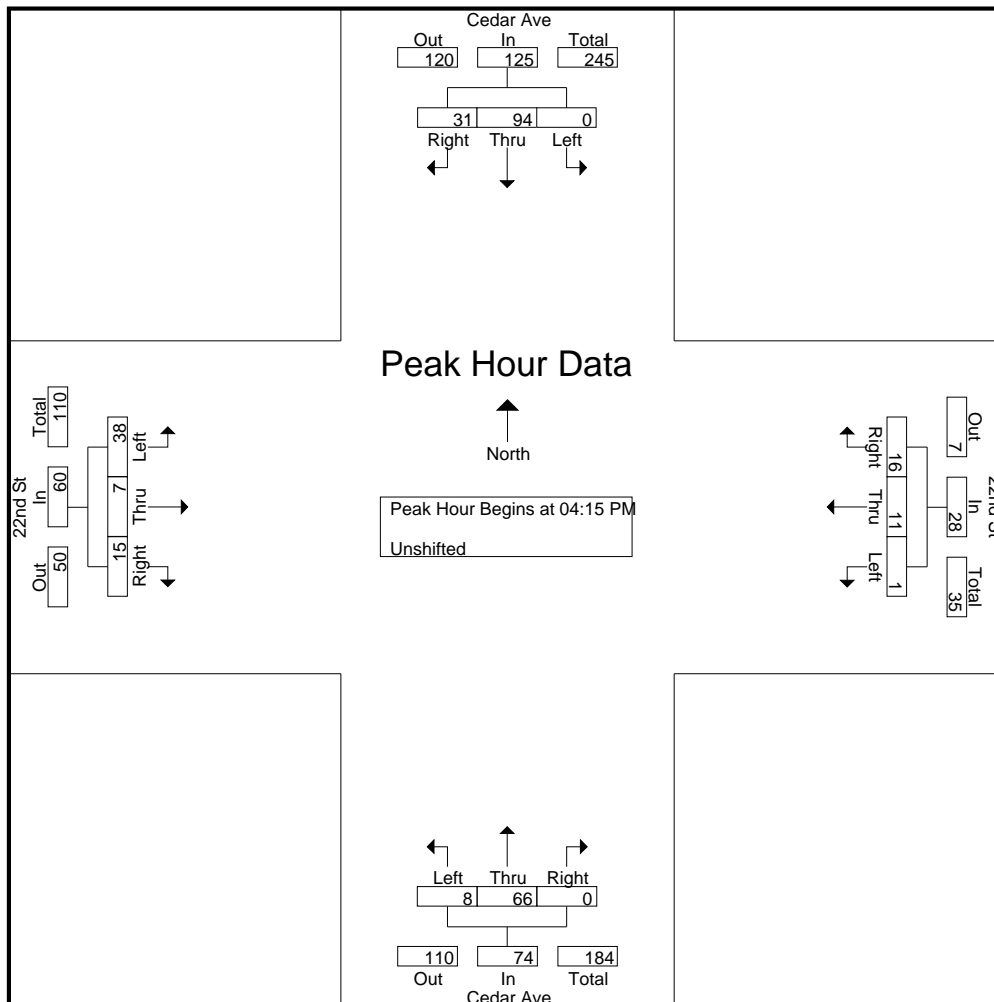 Cedar Ave
Out In Total
120 125 245
31 94 0
Right Thru Left
Peak Hour Data
North
Peak Hour Begins at 04:15 PM
Unshifted
22nd St
Total In Out
110 60 50
38 7 15
Left Thru Right
Right Thru Left
16 11 1
Out In Total
7 28 35
22nd St
Left Thru Right
8 66 0
110 74 184
Out In Total
Cedar Ave